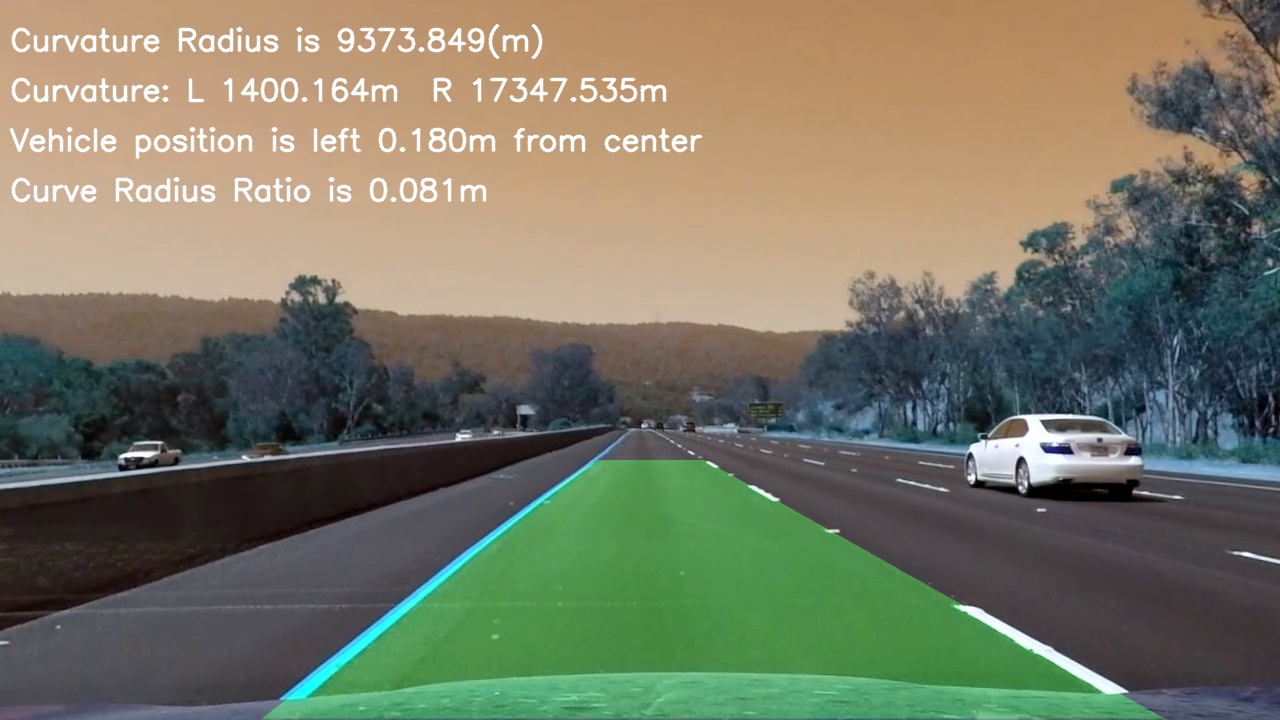 Curvature Radius is 9373.849(m)
Curvature: L 1400.164m R 17347.535m
Vehicle position is left 0.180m from center
Curve Radius Ratio is 0.081m